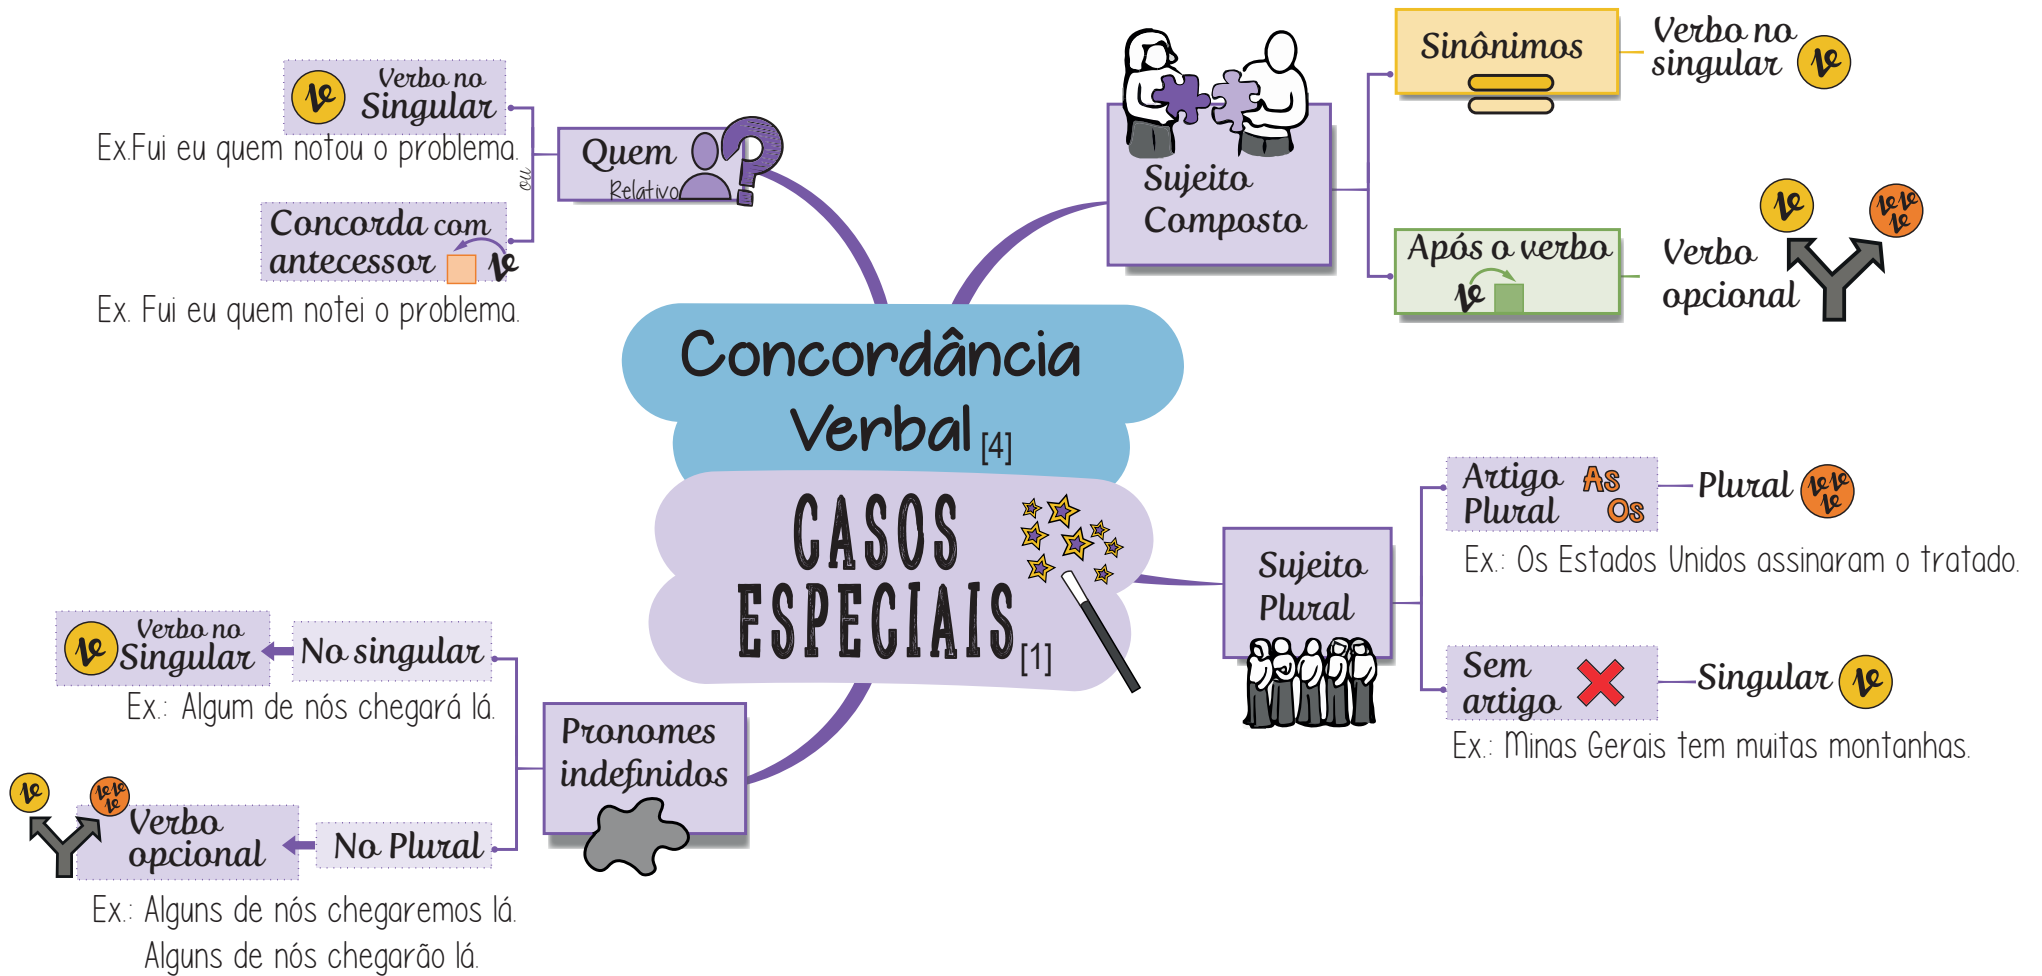 Concordância
Verbal [4]
CASOS
ESPECIAIS [1]
Quem
Relativo
Verbo no
Singular
Ex.Fui eu quem notou o problema.
ou
Concorda com
antecessor
Ex. Fui eu quem notei o problema.
Sujeito
Composto
Sinônimos
Verbo no
singular
Após o verbo
Verbo
opcional
Sujeito
Plural
Artigo
Plural
As
Os
Plural
Ex.: Os Estados Unidos assinaram o tratado.
Sem
artigo
Singular
Ex.: Minas Gerais tem muitas montanhas.
Pronomes
indefinidos
No singular
Verbo no
Singular
Ex.: Algum de nós chegará lá.
No Plural
Verbo
opcional
Ex.: Alguns de nós chegaremos lá.
Alguns de nós chegarão lá.